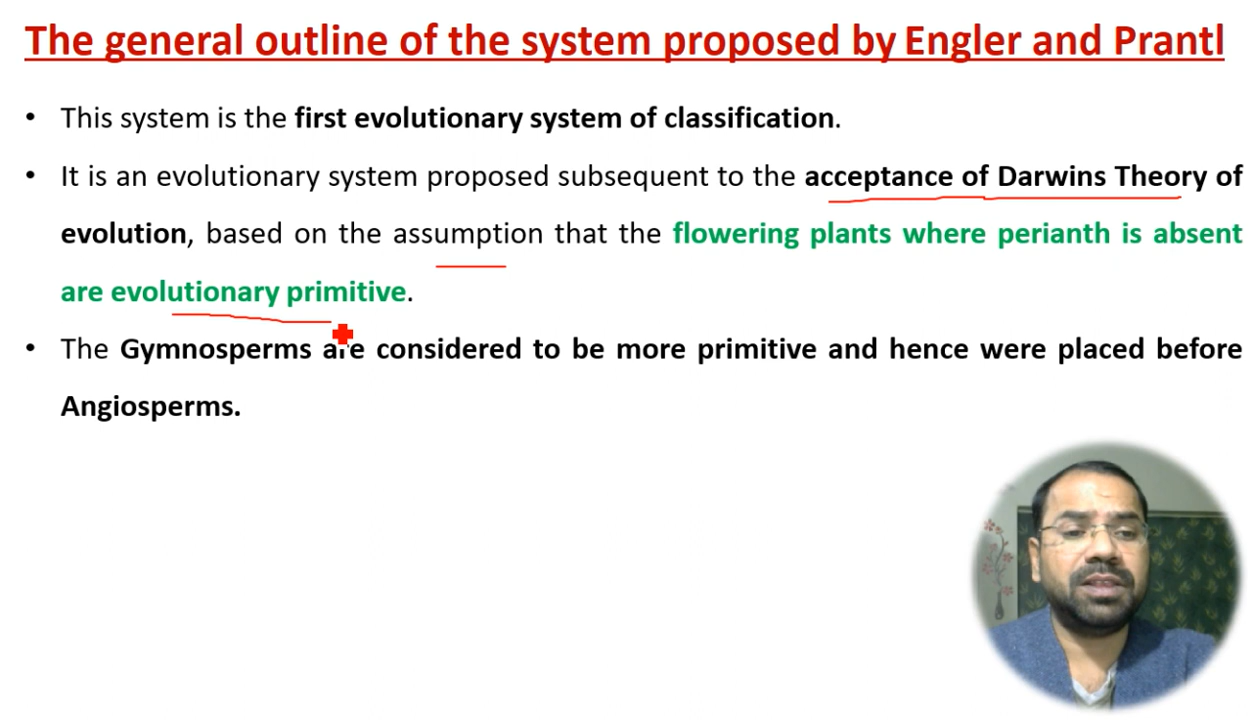 The general outline of the system proposed by Engler and Prantl
• This system is the first evolutionary system of classification.
• It is an evolutionary system proposed subsequent to the acceptance of Darwins Theory of
evolution, based on the assumption that the flowering plants where perianth is absent
are evolutionary primitive.
• The Gymnosperms are considered to be more primitive and hence were placed before
Angiosperms.